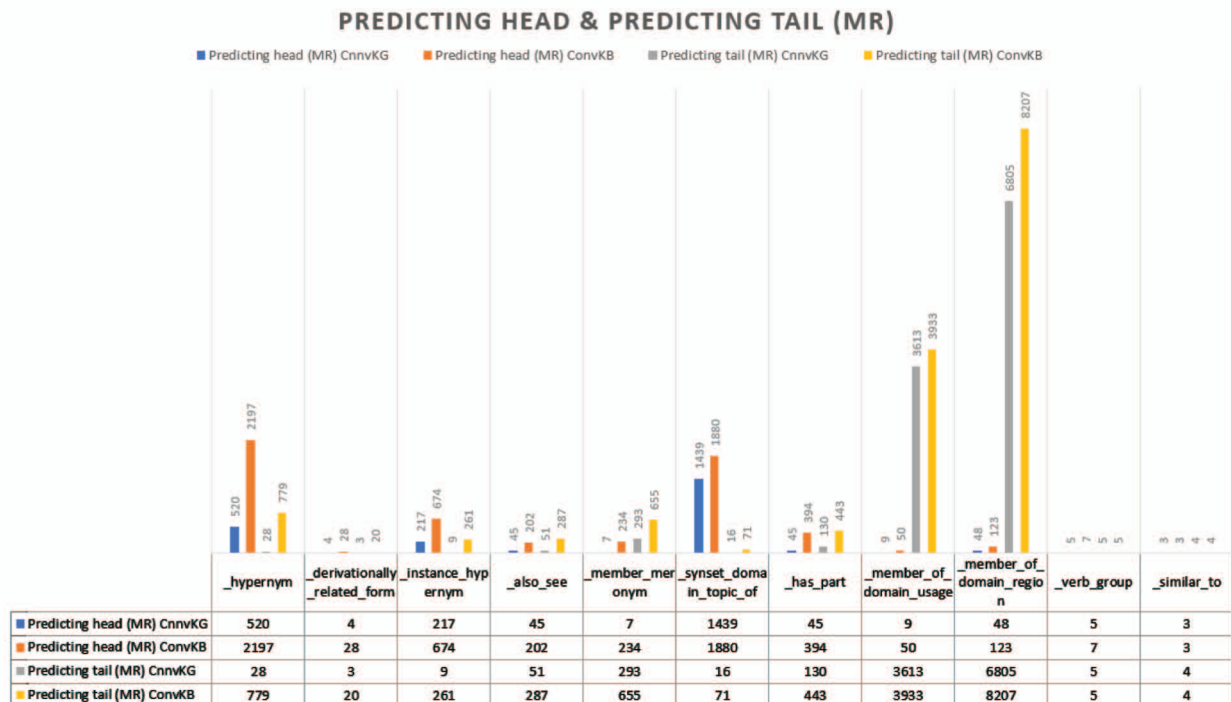 PREDICTING HEAD & PREDICTING TAIL (MR)
Predicting head (MR) CnnvKG Predicting head (MR) ConvKB Predicting tail (MR) CnnvKG Predicting tail (MR) ConvKB
520 2197 28 779
4 28 3 20
217 674 9 261
45 202 51 287
7 234 293 655
1439 1880 16 71
45 394 130 443
9 50 3613 3933
48 123 6805 8207
5 7 5 5
3 3 4 4
_hypernym
_derivationally
_related_form
_instance_hyp
ernym
_also_see
_member_mer
onym
_synset_doma
in_topic_of
_has_part
_member_of_
domain_usage
_member_of_
domain_regio
n
_verb_group
_similar_to
Predicting head (MR) CnnvKG 520 4 217 45 7 1439 45 9 48 5 3
Predicting head (MR) ConvKB 2197 28 674 202 234 1880 394 50 123 7 3
Predicting tail (MR) CnnvKG 28 3 9 51 293 16 130 3613 6805 5 4
Predicting tail (MR) ConvKB 779 20 261 287 655 71 443 3933 8207 5 4